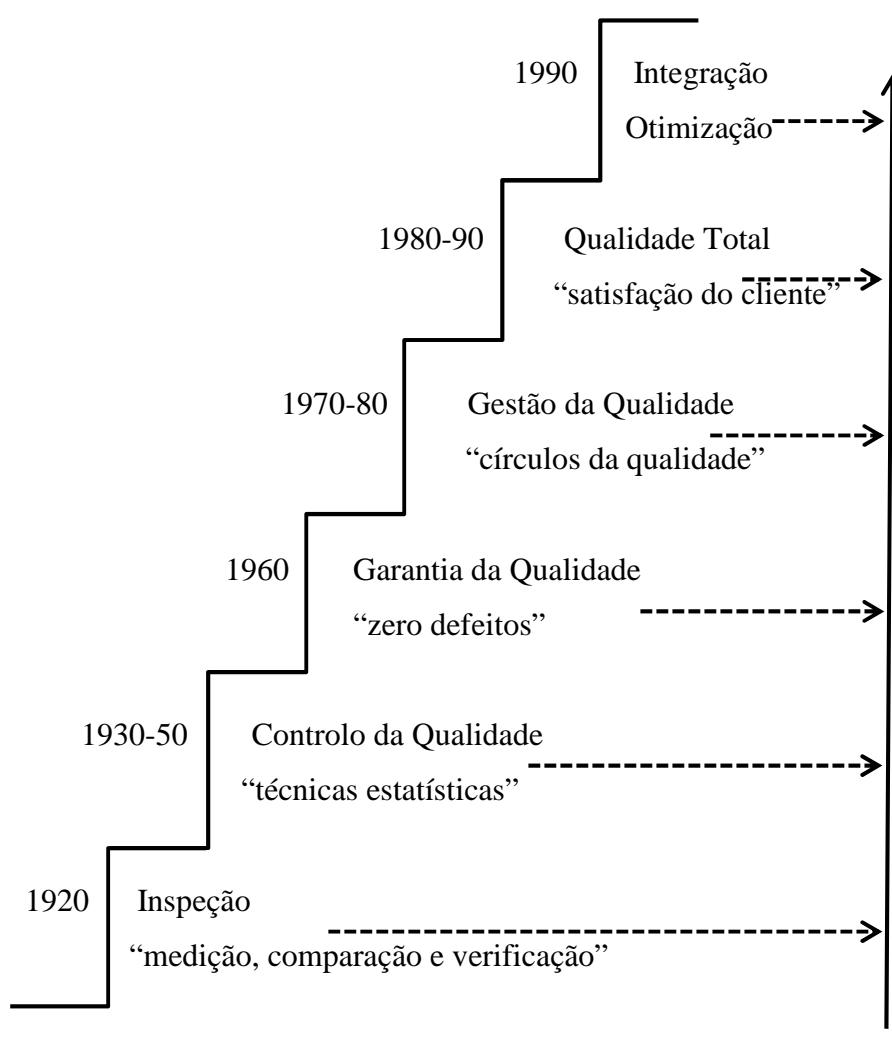 1990 Integração
Otimização
1980-90 Qualidade Total
“satisfação do cliente”
1970-80 Gestão da Qualidade
“círculos da qualidade”
1960 Garantia da Qualidade
“zero defeitos”
1930-50 Controlo da Qualidade
“técnicas estatísticas”
1920 Inspeção
“medição, comparação e verificação”